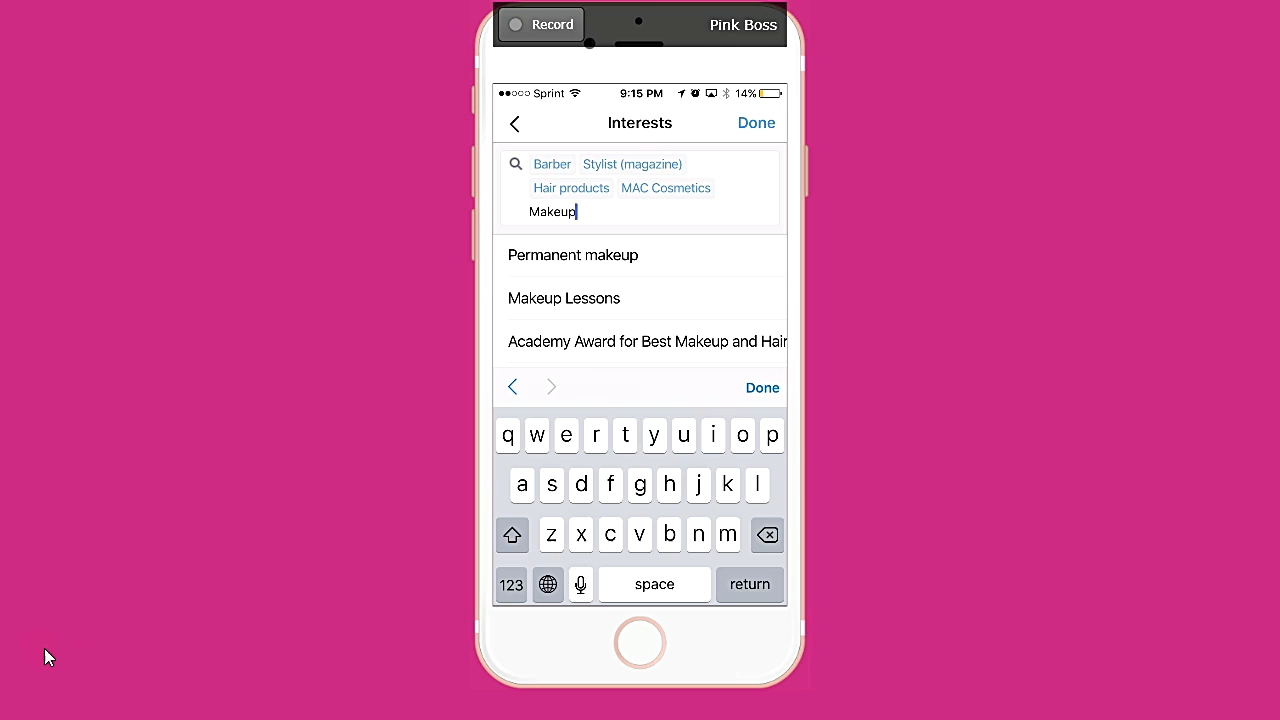 Record Pink Boss
Sprint 9:15 PM 14%
Interests Done
Barber Stylist (magazine)
Hair products MAC Cosmetics
Makeup
Permanent makeup
Makeup Lessons
Academy Award for Best Makeup and Hair
Done
q w e r t y u i o p
a s d f g h j k l
z x c v b n m
123 space return